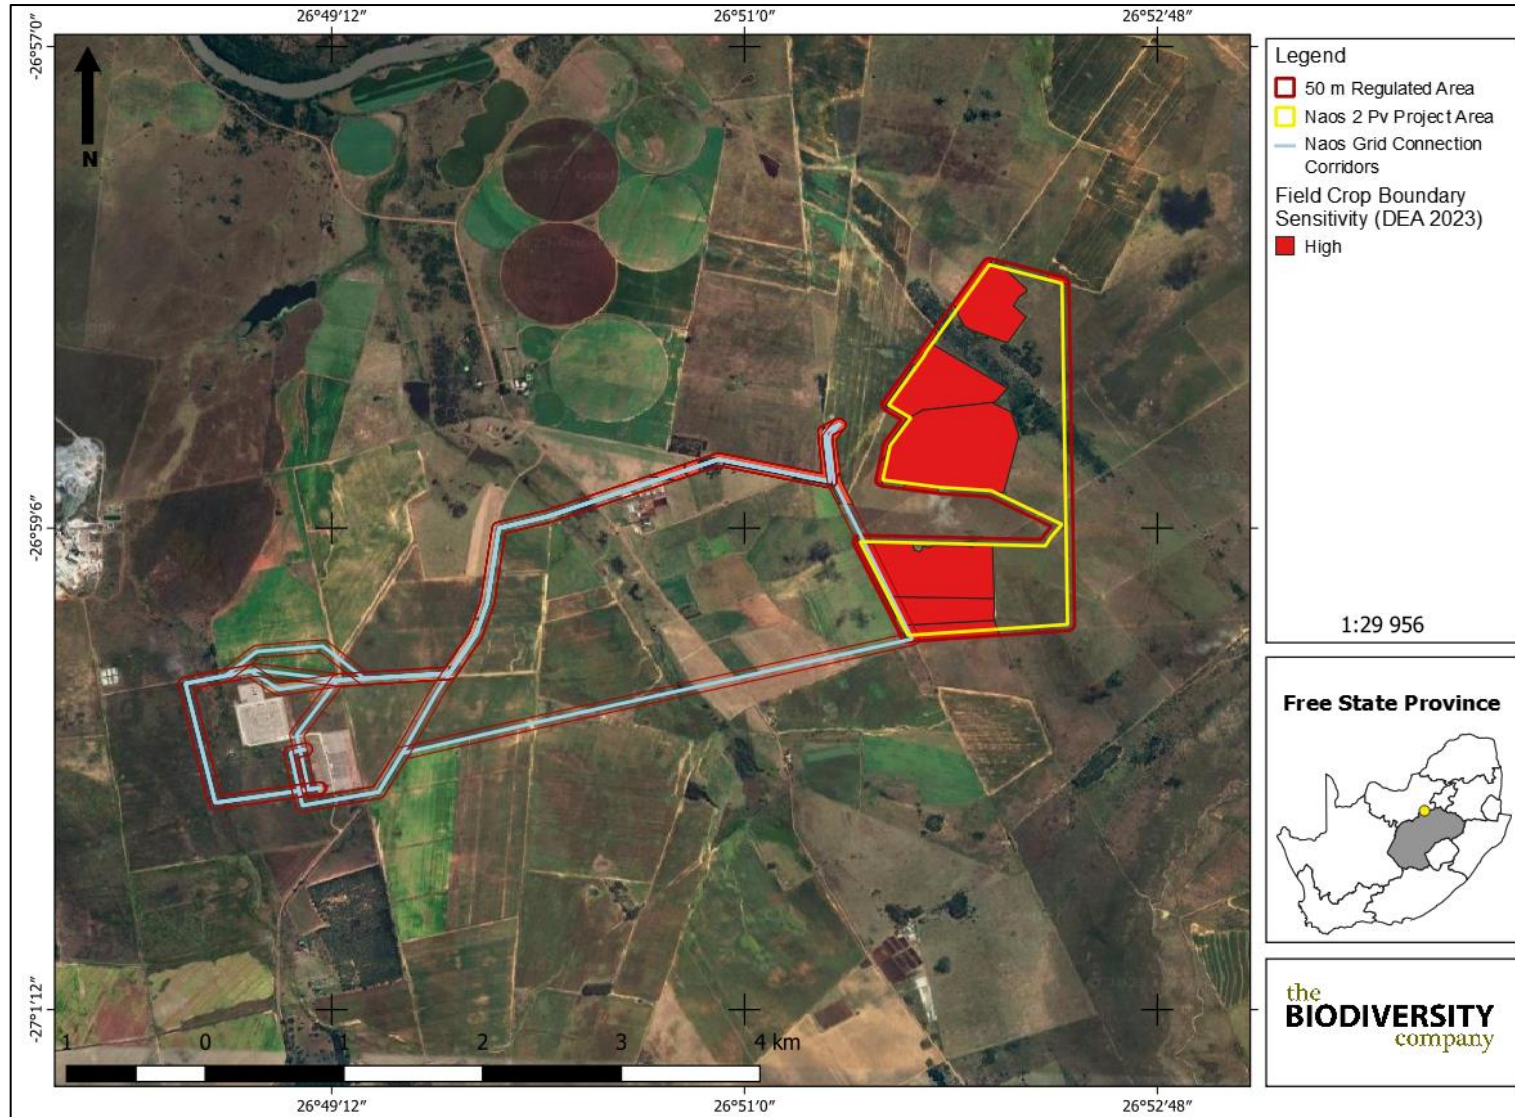 26°49′12″
26°51′0″
26°52′48″
-26°57′0″
-26°59′6″
-27°1′12″
N
1 0 1 2 3 4 km
26°49′12″
26°51′0″
26°52′48″
Legend
50 m Regulated Area
Naos 2 Pv Project Area
Naos Grid Connection
Corridors
Field Crop Boundary
Sensitivity (DEA 2023)
High
1:29 956
Free State Province
the
BIODIVERSITY
company